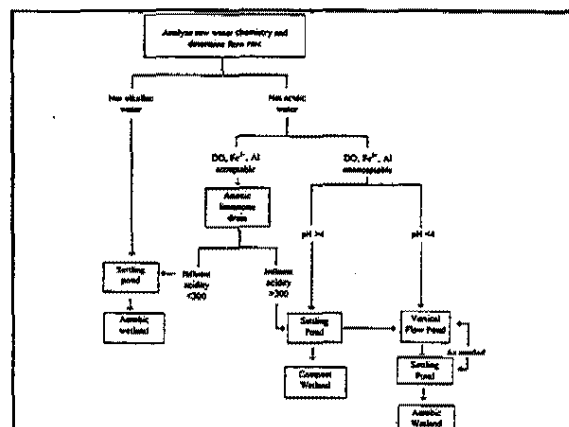 Analyze raw water chemistry and
determine flow rate
Net alkaline
water
Net acidic
water
DO, Fe³⁺, Al
acceptable
DO, Fe³⁺, Al
unacceptable
Anoxic
limestone
drain
pH >4
pH <4
Settling
pond
Influent
acidity
<300
Influent
acidity
>300
Aerobic
wetland
Settling
Pond
Vertical
Flow Pond
As needed
Compost
Wetland
Settling
Pond
Aerobic
Wetland